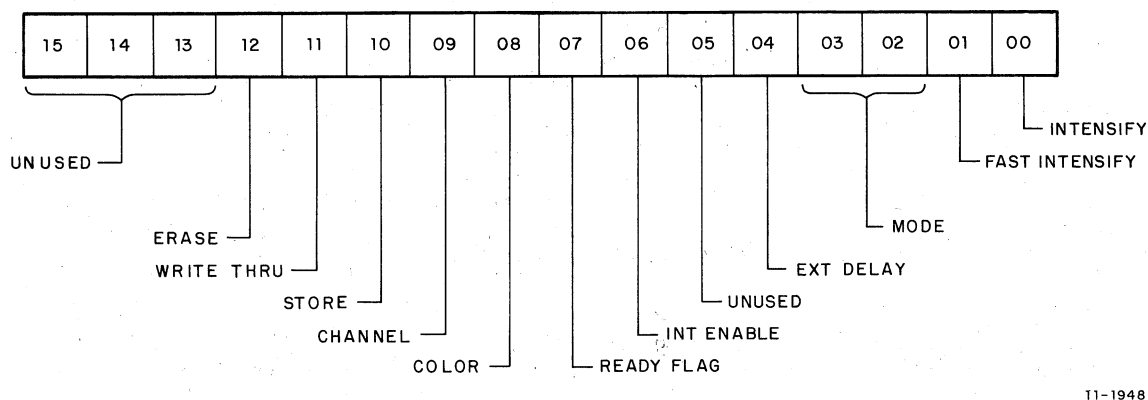 15 14 13 12 11 10 09 08 07 06 05 04 03 02 01 00
INTENSIFY
UNUSED
FAST INTENSIFY
MODE
ERASE
WRITE THRU
EXT DELAY
STORE
UNUSED
CHANNEL
INT ENABLE
COLOR
READY FLAG
11-1948